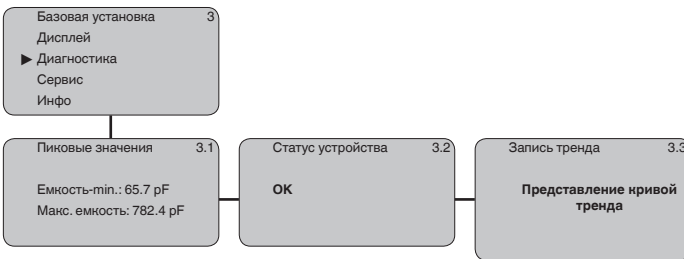 Базовая установка 3
Дисплей
▶ Диагностика
Сервис
Инфо
Пиковые значения 3.1
Емкость-min.: 65.7 pF
Макс. емкость: 782.4 pF
Статус устройства 3.2
OK
Запись тренда 3.3
Представление кривой
тренда